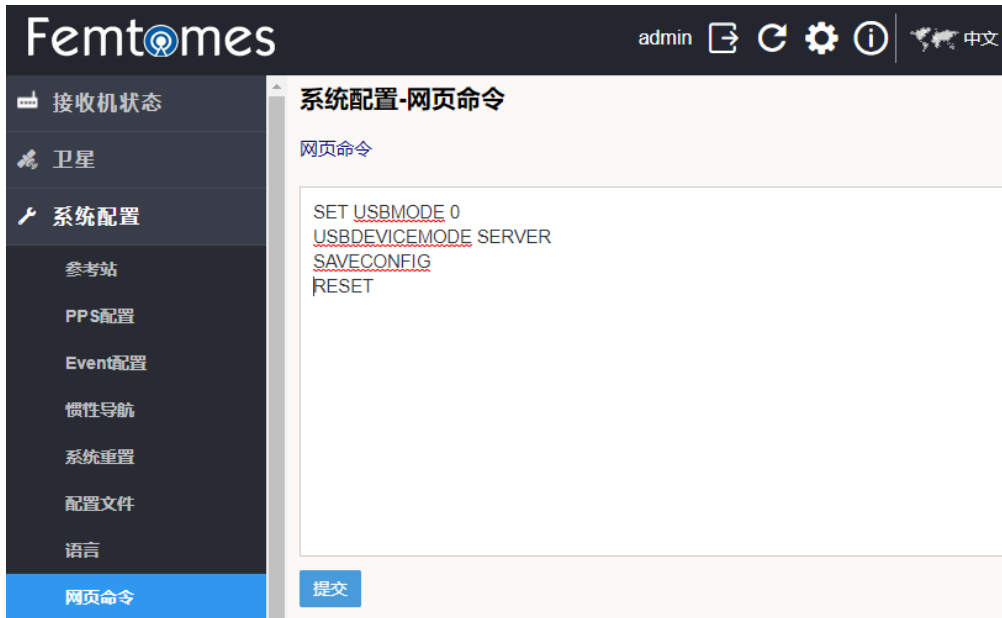 Femtomes
admin
中文
接收机状态
卫星
系统配置
参考站
PPS配置
Event配置
惯性导航
系统重置
配置文件
语言
网页命令
系统配置-网页命令
网页命令
SET USBMODE 0
USBDEVICEMODE SERVER
SAVECONFIG
RESET
提交